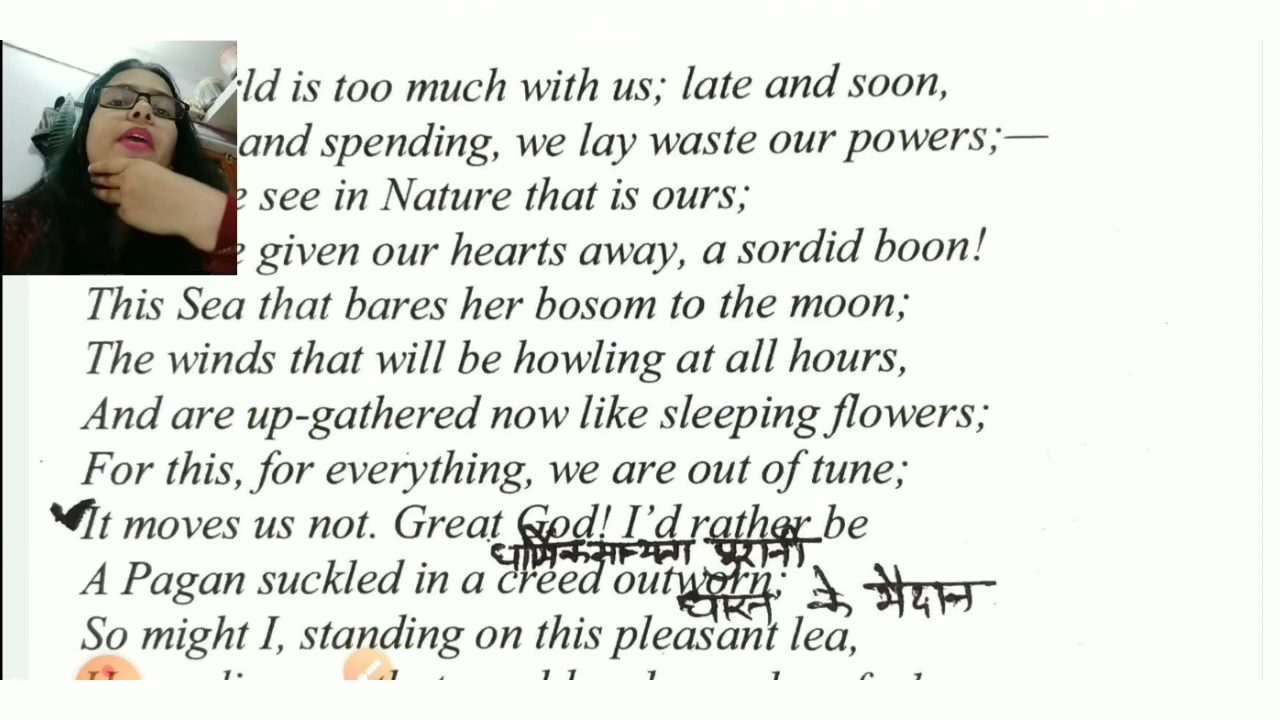 rld is too much with us; late and soon,
and spending, we lay waste our powers;—
e see in Nature that is ours;
e given our hearts away, a sordid boon!
This Sea that bares her bosom to the moon;
The winds that will be howling at all hours,
And are up-gathered now like sleeping flowers;
For this, for everything, we are out of tune;
It moves us not. Great God! I'd rather be
धार्मिक मान्यता पुरानी
A Pagan suckled in a creed outworn;
के मैदान
So might I, standing on this pleasant lea,